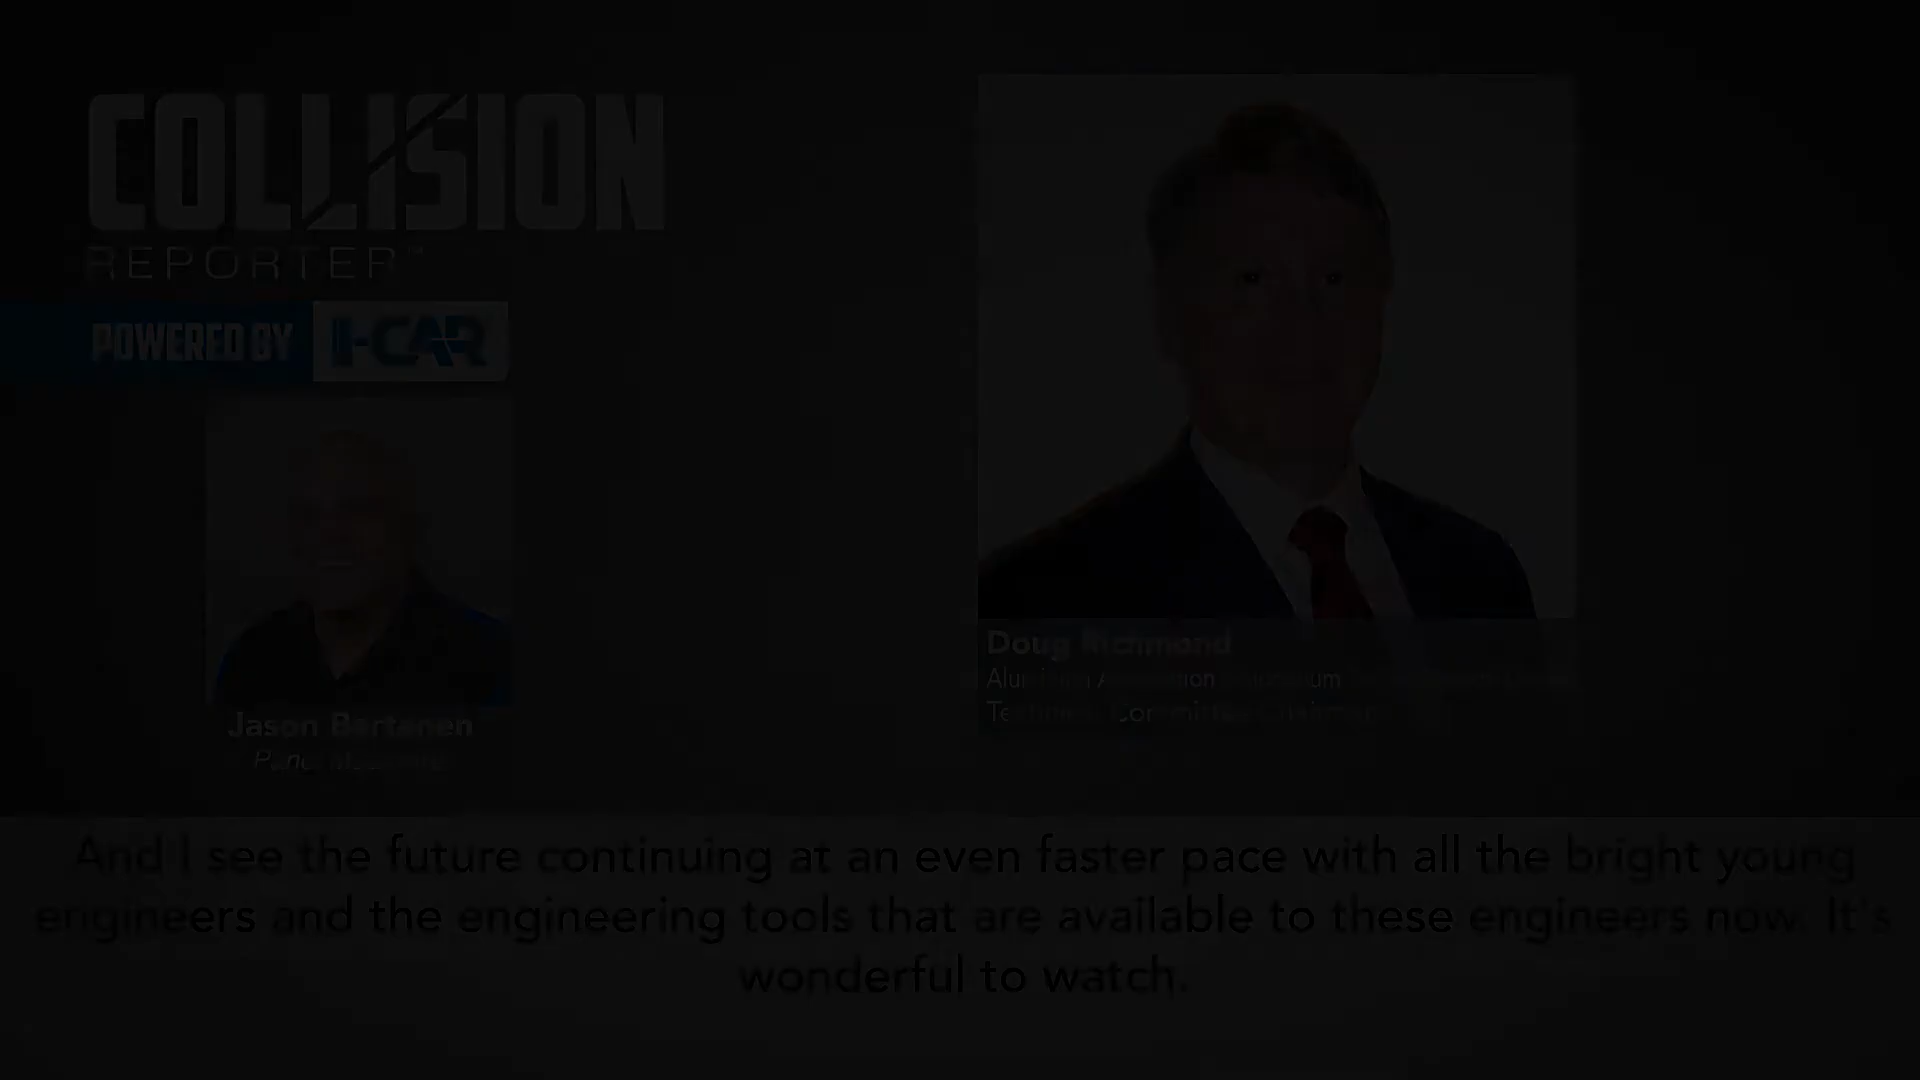 COLLISION
REPORTER™
POWERED BY I-CAR
Doug Richmond
Technical Committee Chairman
Jason Bartanen
And I see the future continuing at an even faster pace with all the bright young
engineers and the engineering tools that are available to these engineers now. It's
wonderful to watch.